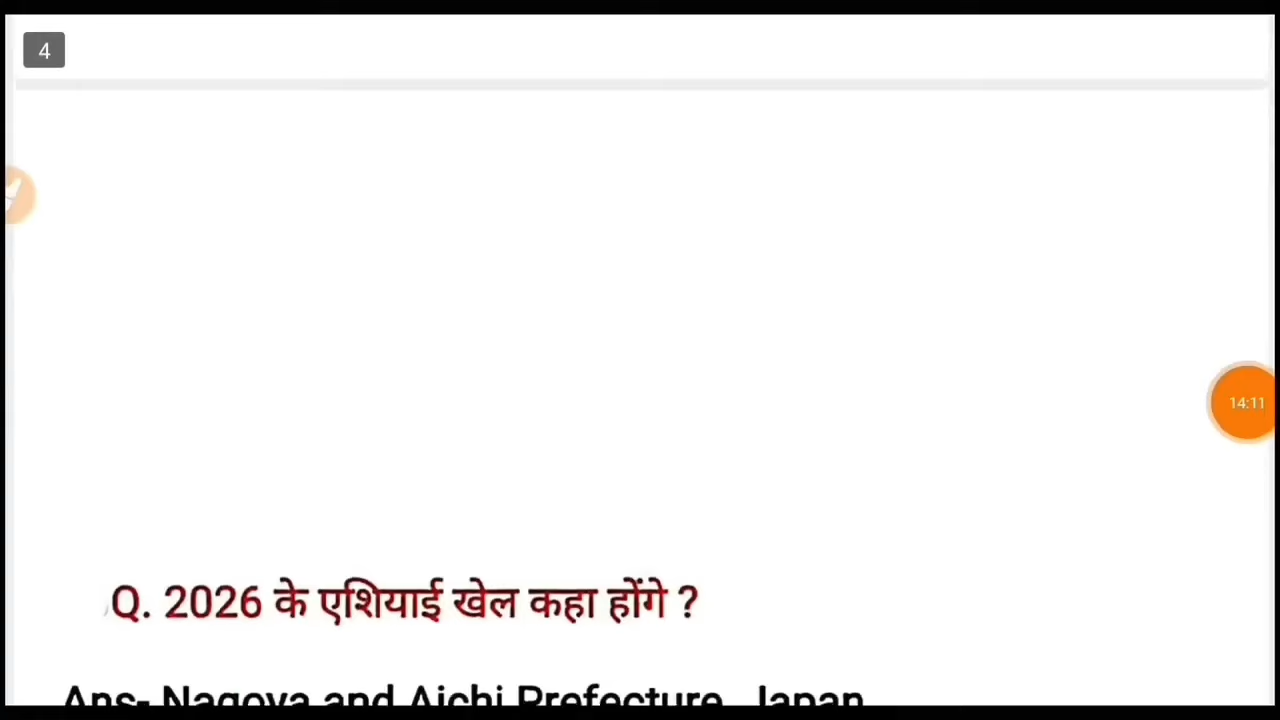 4
14:11
Q. 2026 के एशियाई खेल कहा होंगे ?
Ans- Nagoya and Aichi Prefecture, Japan